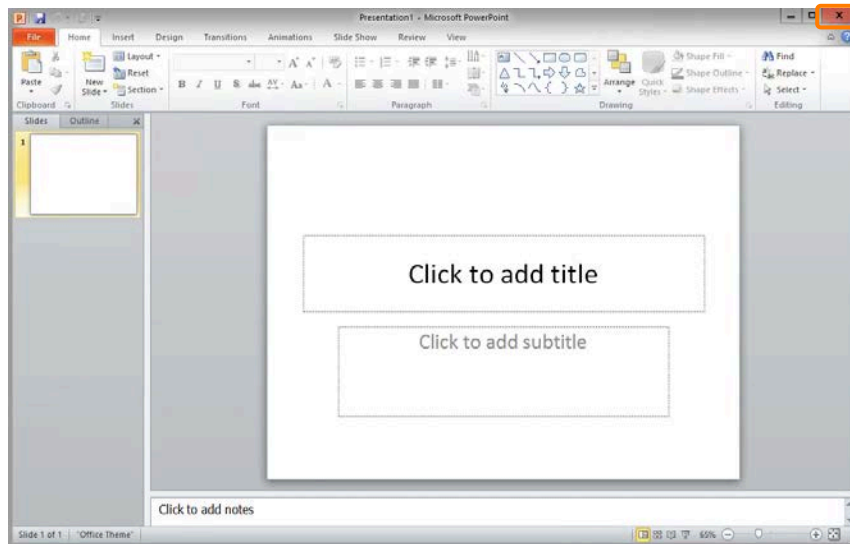 Presentation1 - Microsoft PowerPoint
File Home Insert Design Transitions Animations Slide Show Review View
Paste
New Slide
Layout
Reset
Section
B I U S abc AV Aa A
Arrange
Quick Styles
Shape Fill
Shape Outline
Shape Effects
Find
Replace
Select
Clipboard Slides Font Paragraph Drawing Editing
Slides Outline
1
Click to add title
Click to add subtitle
Click to add notes
Slide 1 of 1 "Office Theme" 65%